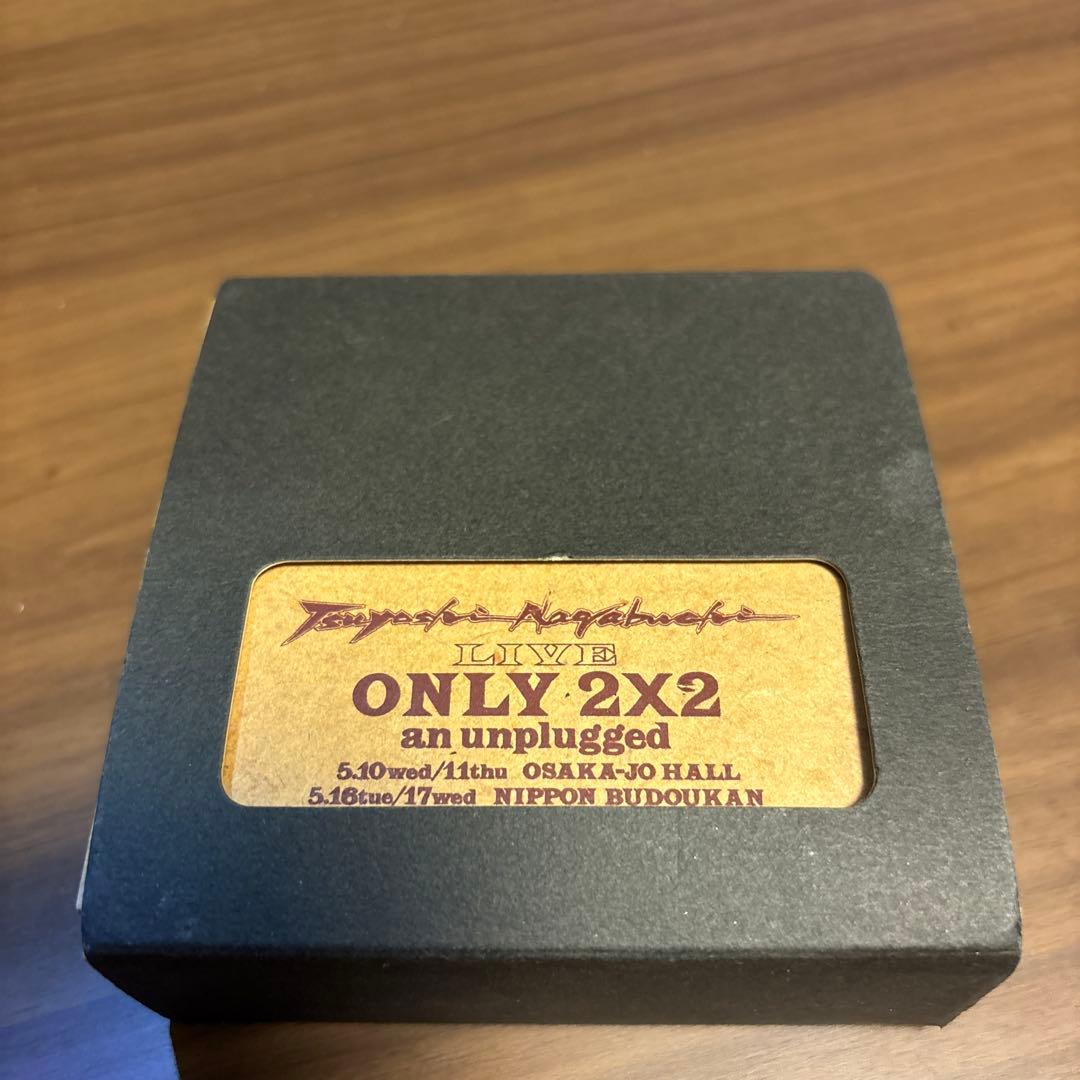 Tsuyoshi Nagabuchi
LIVE
ONLY 2X2
an unplugged
5.10wed/11thu OSAKA-JO HALL
5.16tue/17wed NIPPON BUDOUKAN